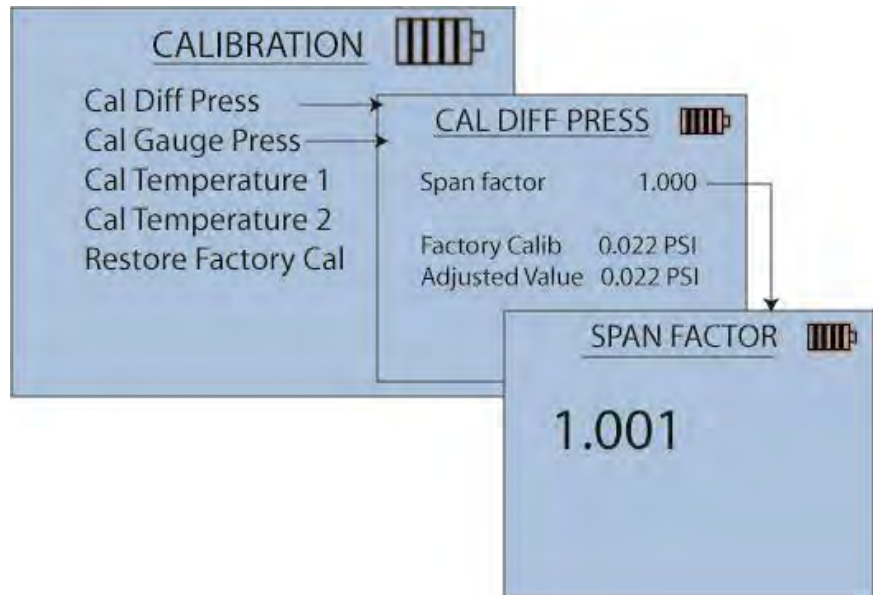 CALIBRATION
Cal Diff Press
Cal Gauge Press
Cal Temperature 1
Cal Temperature 2
Restore Factory Cal
CAL DIFF PRESS
Span factor 1.000
Factory Calib 0.022 PSI
Adjusted Value 0.022 PSI
SPAN FACTOR
1.001